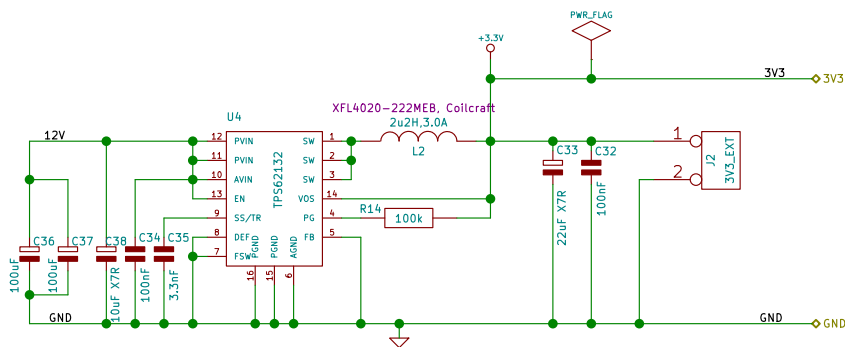 PWR_FLAG
+3.3V
3V3
3V3
XFL4020-222MEB, Coilcraft
U4
2u2H,3.0A
L2
12V
12 PVIN
11 PVIN
10 AVIN
13 EN
9 SS/TR
8 DEF
7 FSW
TPS62132
SW 1
SW 2
SW 3
VOS 14
PG 4
FB 5
PGND 16
PGND 15
AGND 6
R14
100k
C33
22uF X7R
C32
100nF
1
2
J2
3V3_EXT
C36
100uF
C37
100uF
C38
10uF X7R
C34
100nF
C35
3.3nF
GND
GND
GND